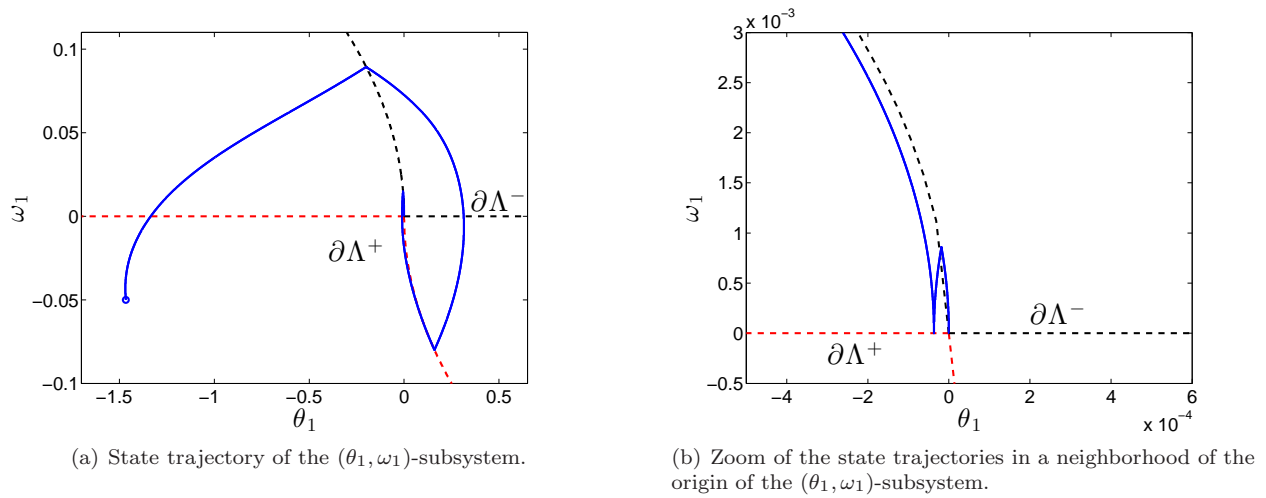 0.1
0.05
0
−0.05
−0.1
ω₁
−1.5
−1
−0.5
0
0.5
θ₁
∂Λ⁻
∂Λ⁺
(a) State trajectory of the (θ₁, ω₁)-subsystem.
x 10⁻³
3
2.5
2
1.5
1
0.5
0
−0.5
ω₁
−4
−2
0
2
4
6
x 10⁻⁴
θ₁
∂Λ⁻
∂Λ⁺
(b) Zoom of the state trajectories in a neighborhood of the
origin of the (θ₁, ω₁)-subsystem.